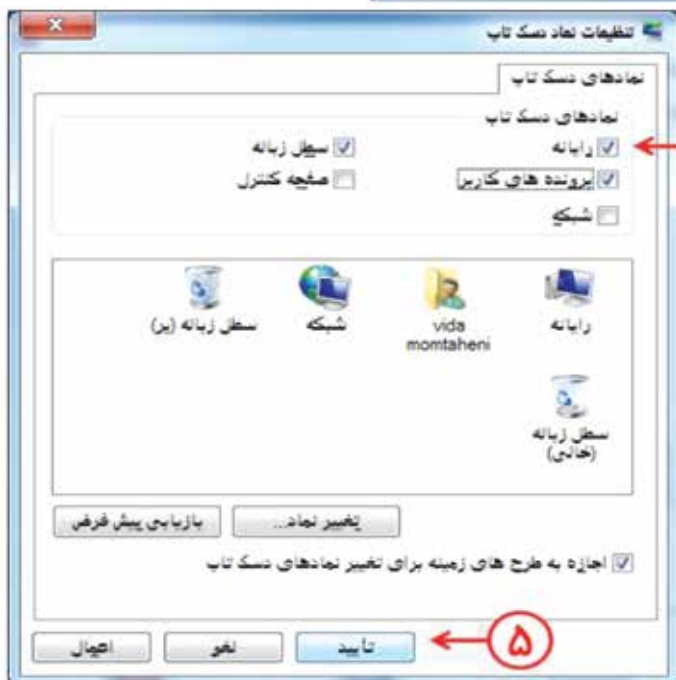 تنظیمات نماد دسک تاپ
نمادهای دسک تاپ
نمادهای دسک تاپ
رایانه
سطل زباله
پرونده های کاربر
صفحه کنترل
شبکه
رایانه
vida
momtaheni
شبکه
سطل زباله (پر)
سطل زباله
(خالی)
تغییر نماد...
بازیابی پیش فرض
اجازه به طرح های زمینه برای تغییر نمادهای دسک تاپ
۵
تأیید
لغو
اعمال